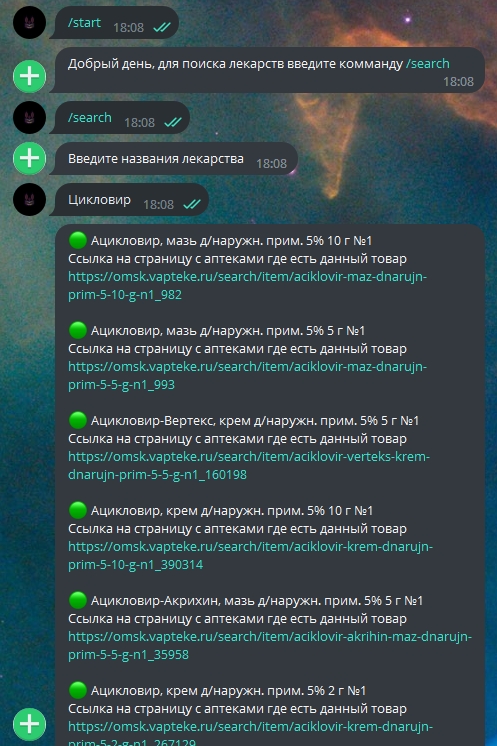 /start 18:08
Добрый день, для поиска лекарств введите комманду /search
18:08
/search 18:08
Введите названия лекарства 18:08
Цикловир 18:08
Ацикловир, мазь д/наружн. прим. 5% 10 г №1
Ссылка на страницу с аптеками где есть данный товар
https://omsk.vapteke.ru/search/item/aciklovir-maz-dnarujn-
prim-5-10-g-n1_982
Ацикловир, мазь д/наружн. прим. 5% 5 г №1
Ссылка на страницу с аптеками где есть данный товар
https://omsk.vapteke.ru/search/item/aciklovir-maz-dnarujn-
prim-5-5-g-n1_993
Ацикловир-Вертекс, крем д/наружн. прим. 5% 5 г №1
Ссылка на страницу с аптеками где есть данный товар
https://omsk.vapteke.ru/search/item/aciklovir-verteks-krem-
dnarujn-prim-5-5-g-n1_160198
Ацикловир, крем д/наружн. прим. 5% 10 г №1
Ссылка на страницу с аптеками где есть данный товар
https://omsk.vapteke.ru/search/item/aciklovir-krem-dnarujn-
prim-5-10-g-n1_390314
Ацикловир-Акрихин, мазь д/наружн. прим. 5% 5 г №1
Ссылка на страницу с аптеками где есть данный товар
https://omsk.vapteke.ru/search/item/aciklovir-akrihin-maz-dnarujn-
prim-5-5-g-n1_35958
Ацикловир, крем д/наружн. прим. 5% 2 г №1
Ссылка на страницу с аптеками где есть данный товар
https://omsk.vapteke.ru/search/item/aciklovir-krem-dnarujn-
prim-5-2-g-n1_267129